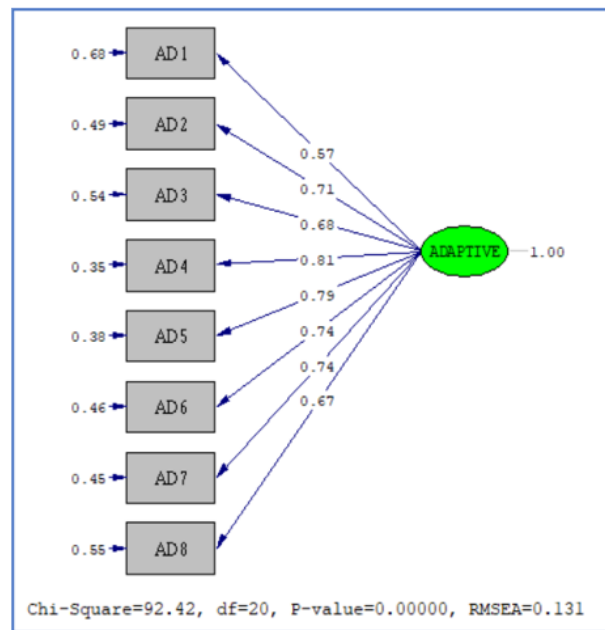 0.68 AD1
0.57
0.49 AD2
0.71
0.54 AD3
0.68
0.35 AD4
0.81
ADAPTIVE 1.00
0.79
0.38 AD5
0.74
0.74
0.46 AD6
0.67
0.45 AD7
0.55 AD8
Chi-Square=92.42, df=20, P-value=0.00000, RMSEA=0.131